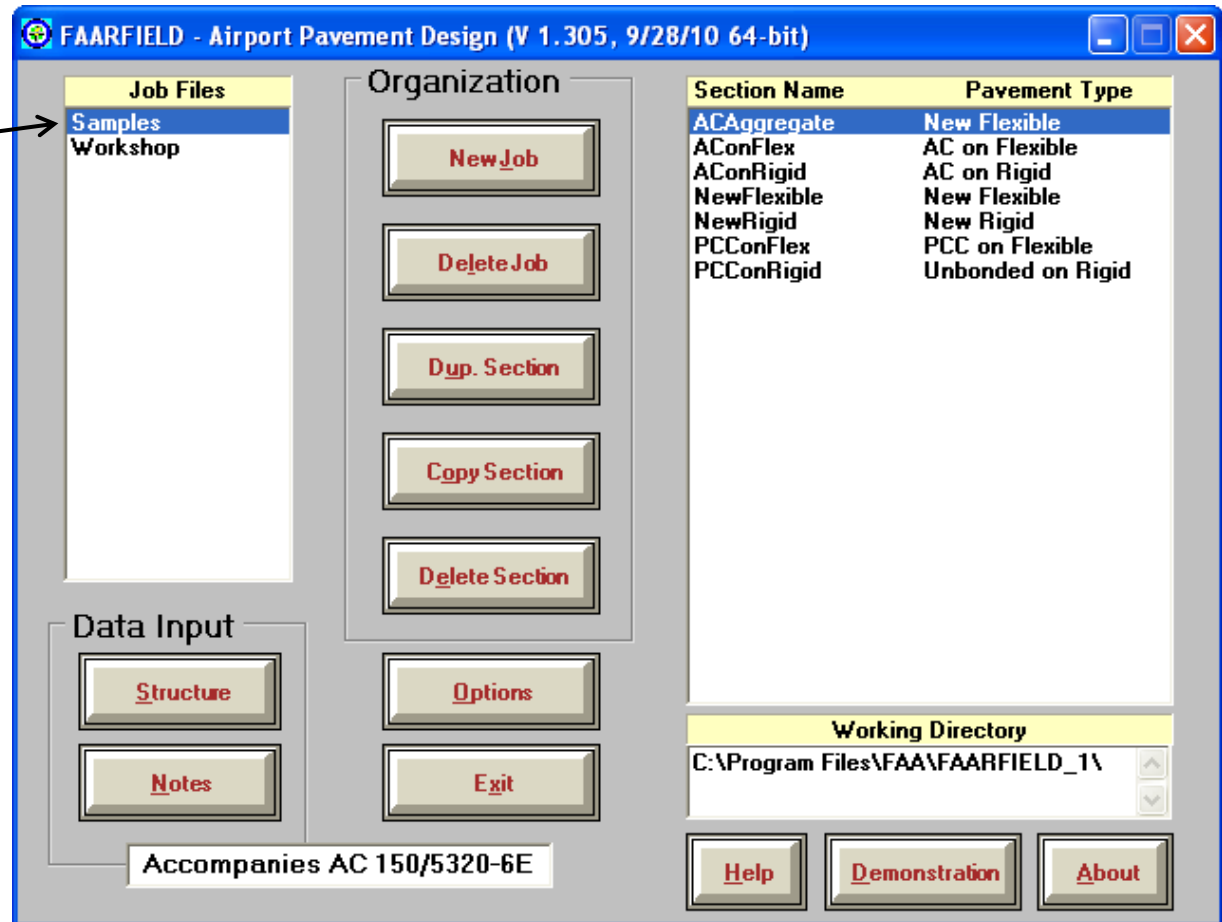 FAARFIELD - Airport Pavement Design (V 1.305, 9/28/10 64-bit)
Job Files
Samples
Workshop
Organization
New Job
Delete Job
Dup. Section
Copy Section
Delete Section
Section Name Pavement Type
ACAggregate New Flexible
AConFlex AC on Flexible
AConRigid AC on Rigid
NewFlexible New Flexible
NewRigid New Rigid
PCConFlex PCC on Flexible
PCConRigid Unbonded on Rigid
Data Input
Structure
Notes
Options
Exit
Working Directory
C:\Program Files\FAA\FAARFIELD_1\
Accompanies AC 150/5320-6E
Help
Demonstration
About